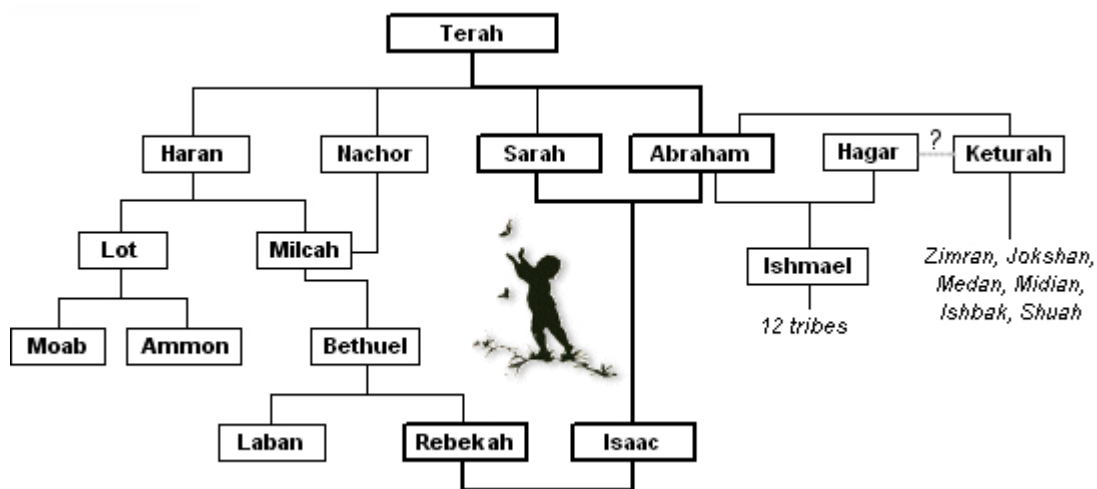 Terah
Haran
Nachor
Sarah
Abraham
Hagar
?
Keturah
Lot
Milcah
Ishmael
Zimran, Jokshan,
Medan, Midian,
Ishbak, Shuah
12 tribes
Moab
Ammon
Bethuel
Laban
Rebekah
Isaac